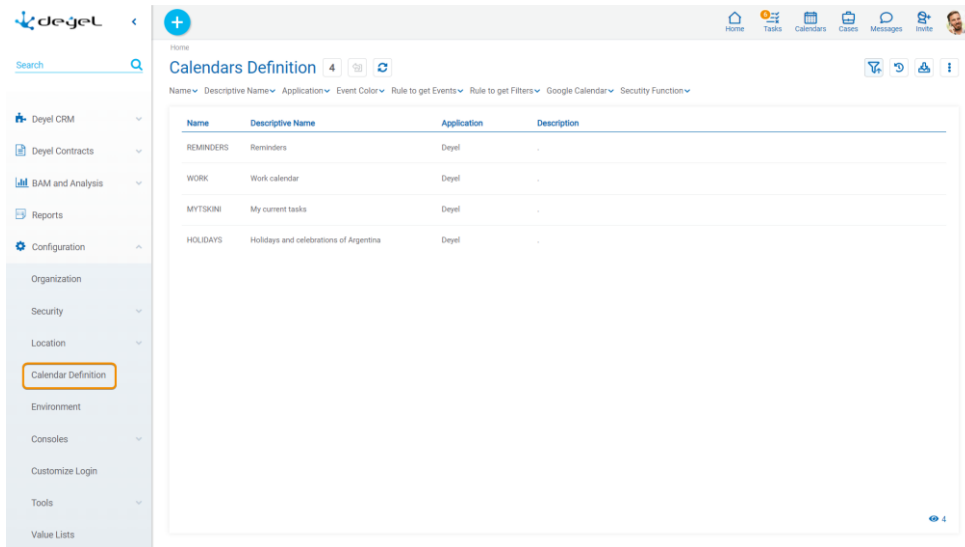 deyel
Search
Deyel CRM
Deyel Contracts
BAM and Analysis
Reports
Configuration
Organization
Security
Location
Calendar Definition
Environment
Consoles
Customize Login
Tools
Value Lists
6
Home
Tasks
Calendars
Cases
Messages
Invite
Home
Calendars Definition 4
Name Descriptive Name Application Event Color Rule to get Events Rule to get Filters Google Calendar Secutity Function
Name Descriptive Name Application Description
REMINDERS Reminders Deyel .
WORK Work calendar Deyel .
MYTSKINI My current tasks Deyel .
HOLIDAYS Holidays and celebrations of Argentina Deyel .
4